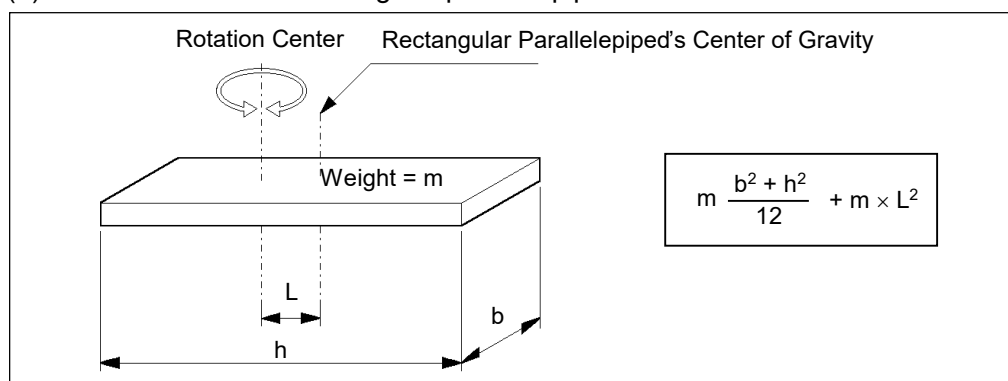 Rotation Center
Rectangular Parallelepiped's Center of Gravity
Weight = m
m (b² + h²)/12 + m × L²
L
b
h